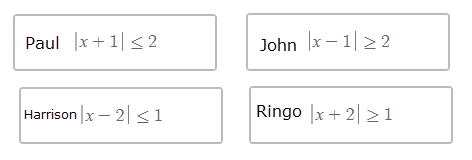 Paul |x + 1| ≤ 2
John |x − 1| ≥ 2
Harrison |x − 2| ≤ 1
Ringo |x + 2| ≥ 1